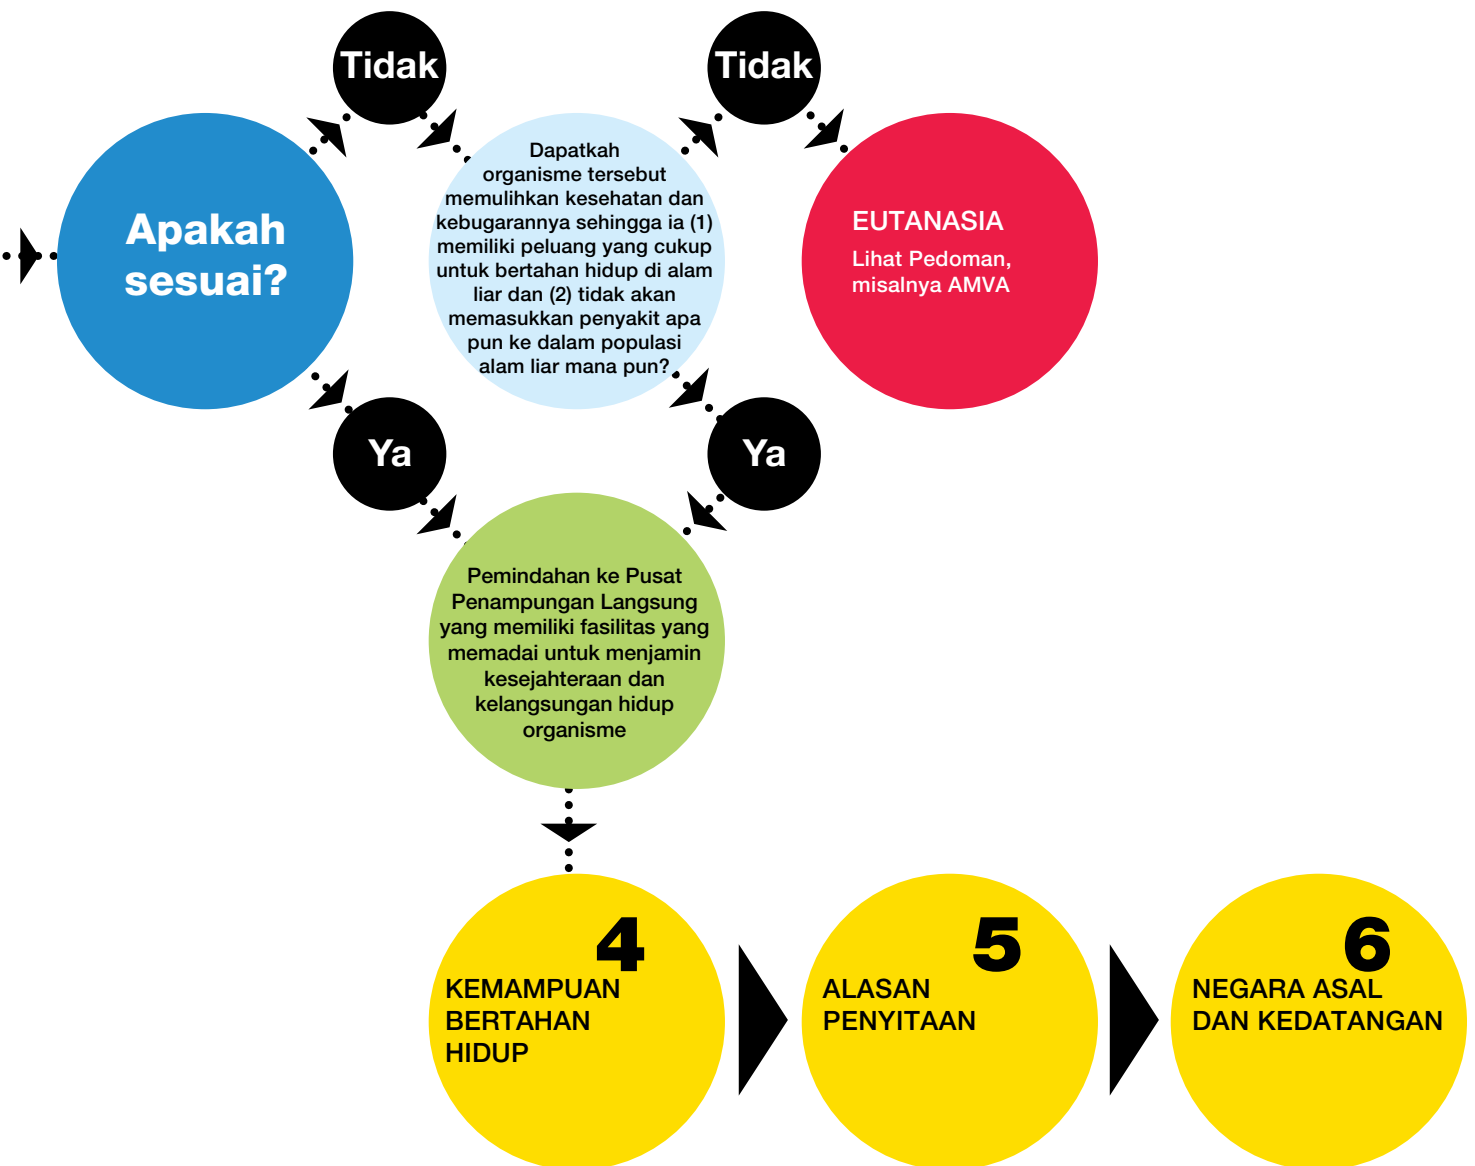 Tidak
Tidak
Apakah
sesuai?
Dapatkah
organisme tersebut
memulihkan kesehatan dan
kebugarannya sehingga ia (1)
memiliki peluang yang cukup
untuk bertahan hidup di alam
liar dan (2) tidak akan
memasukkan penyakit apa
pun ke dalam populasi
alam liar mana pun?
EUTANASIA
Lihat Pedoman,
misalnya AMVA
Ya
Ya
Pemindahan ke Pusat
Penampungan Langsung
yang memiliki fasilitas yang
memadai untuk menjamin
kesejahteraan dan
kelangsungan hidup
organisme
4
KEMAMPUAN
BERTAHAN
HIDUP
5
ALASAN
PENYITAAN
6
NEGARA ASAL
DAN KEDATANGAN